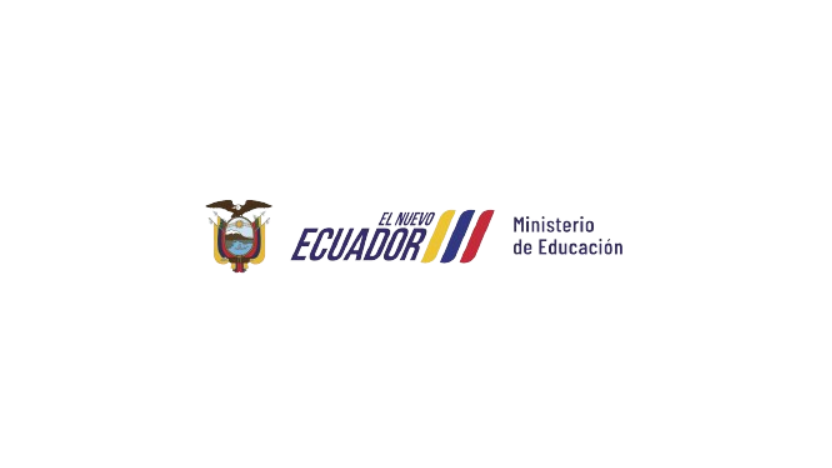 EL NUEVO
ECUADOR
Ministerio
de Educación